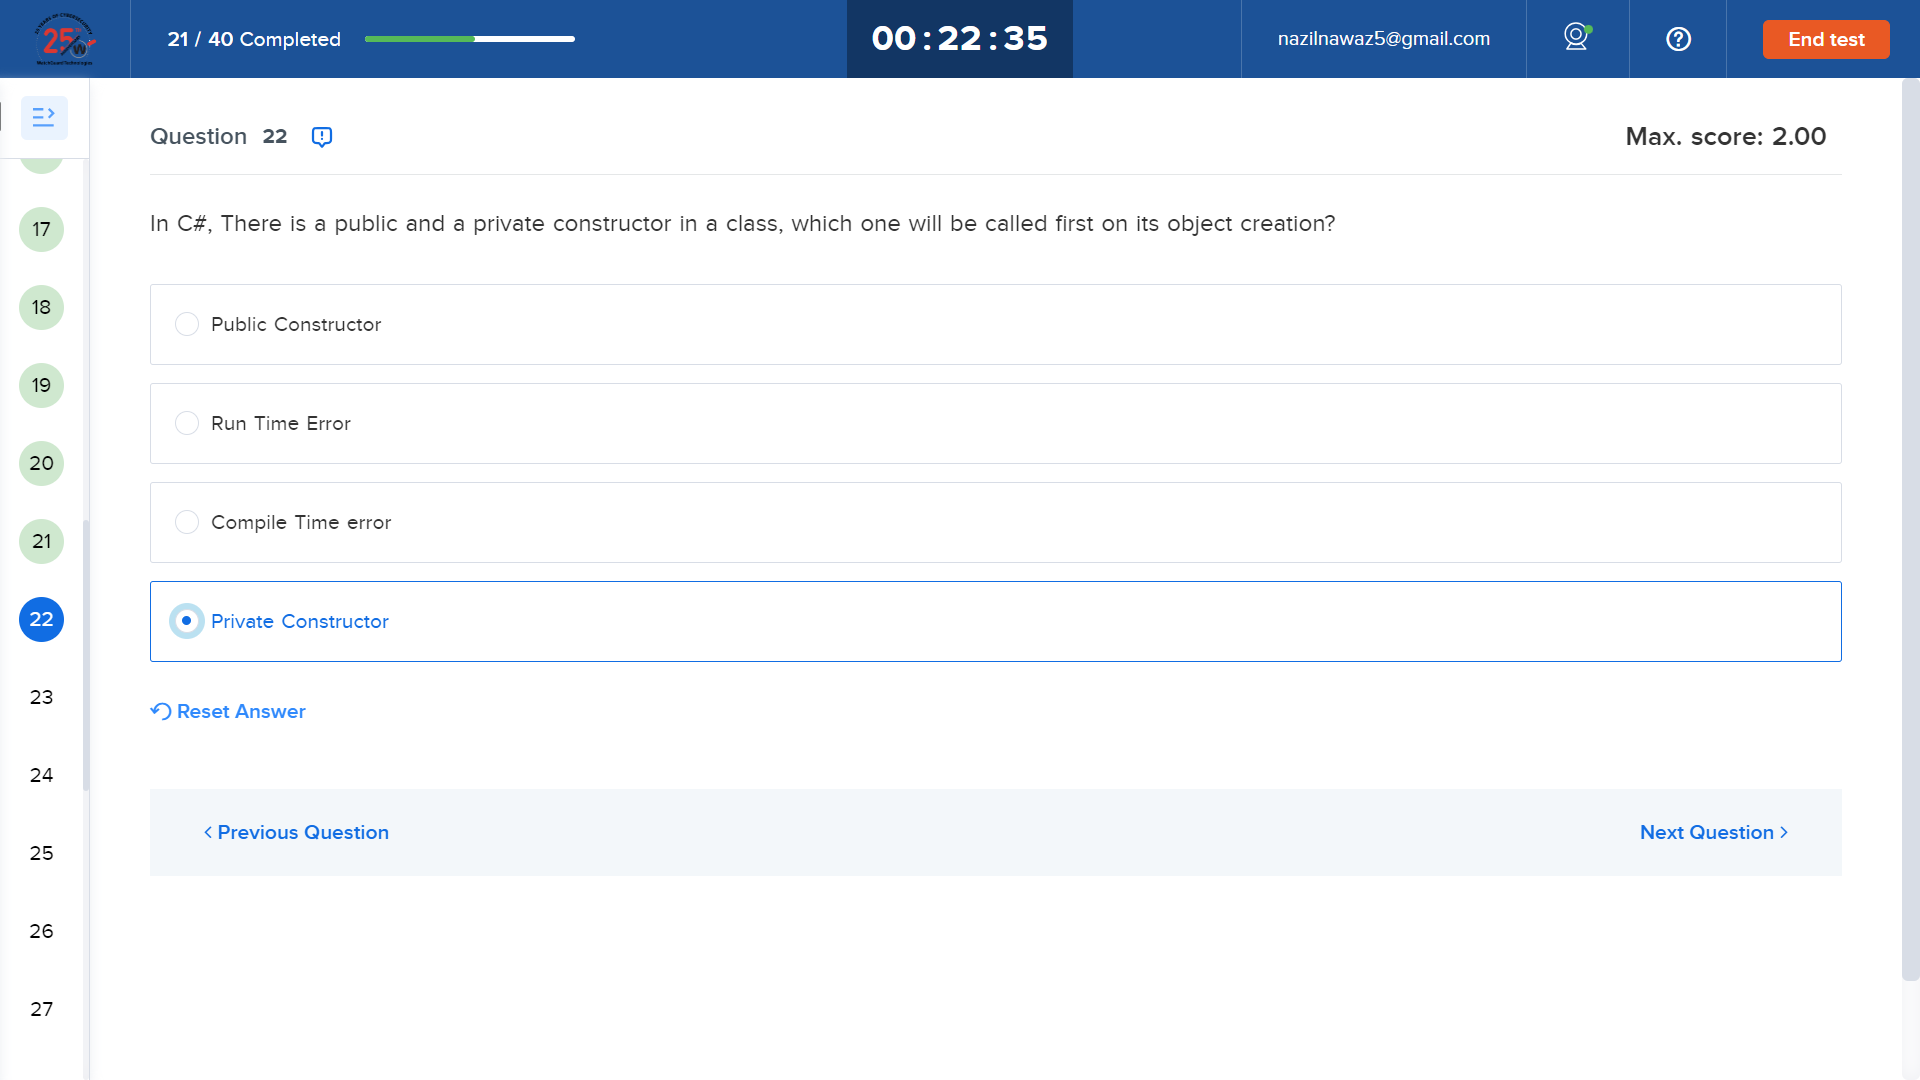 25
W
21 / 40 Completed
00 : 22 : 35
nazilnawaz5@gmail.com
End test
Question 22
Max. score: 2.00
In C#, There is a public and a private constructor in a class, which one will be called first on its object creation?
Public Constructor
Run Time Error
Compile Time error
Private Constructor
Reset Answer
Previous Question
Next Question
17
18
19
20
21
22
23
24
25
26
27